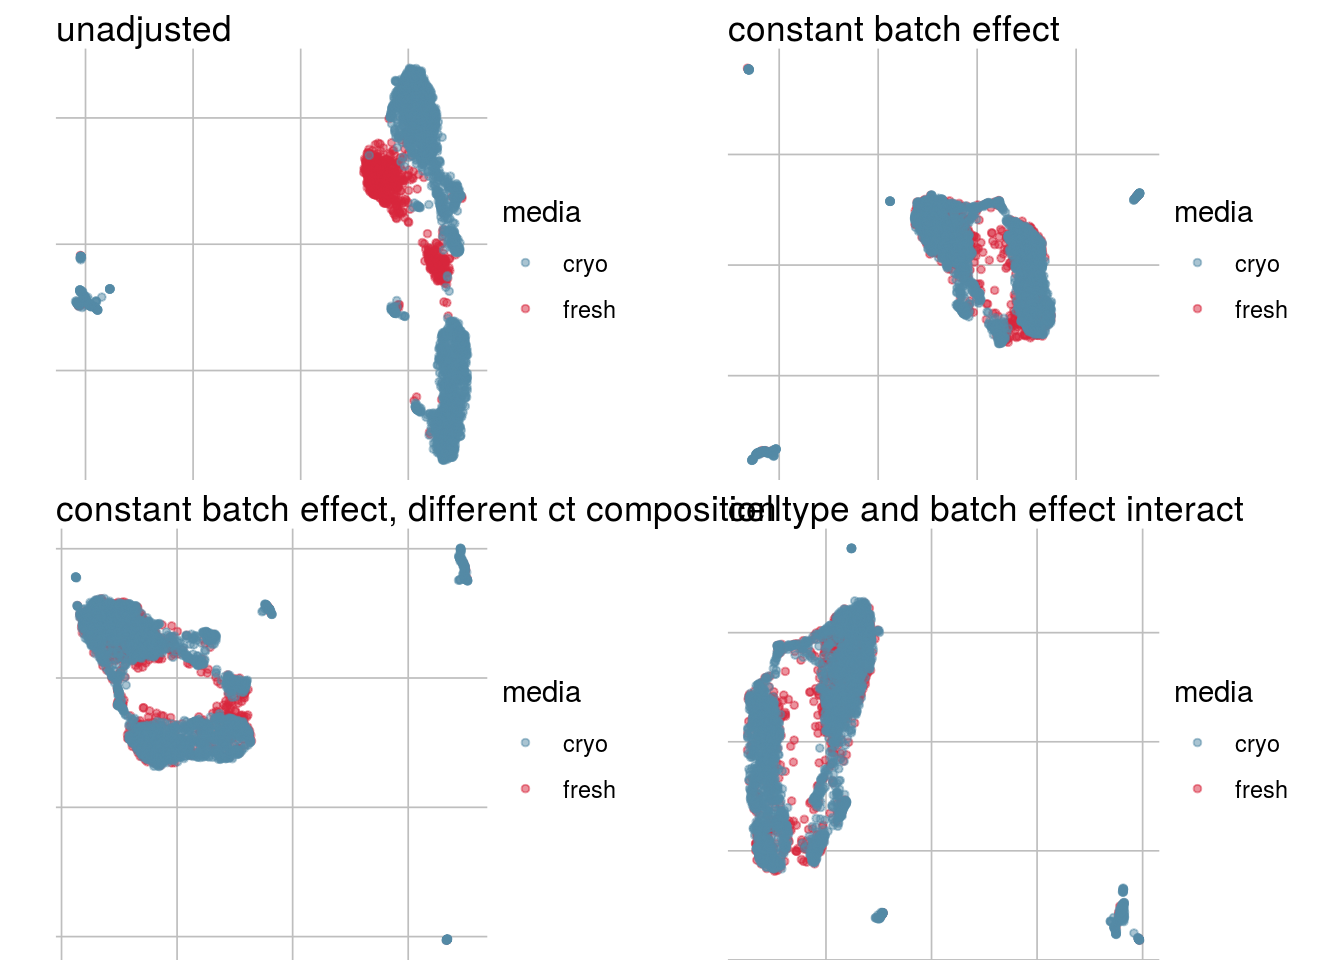 unadjusted
media
cryo
fresh
constant batch effect
media
cryo
fresh
constant batch effect, different ct composition
media
cryo
fresh
celltype and batch effect interact
media
cryo
fresh